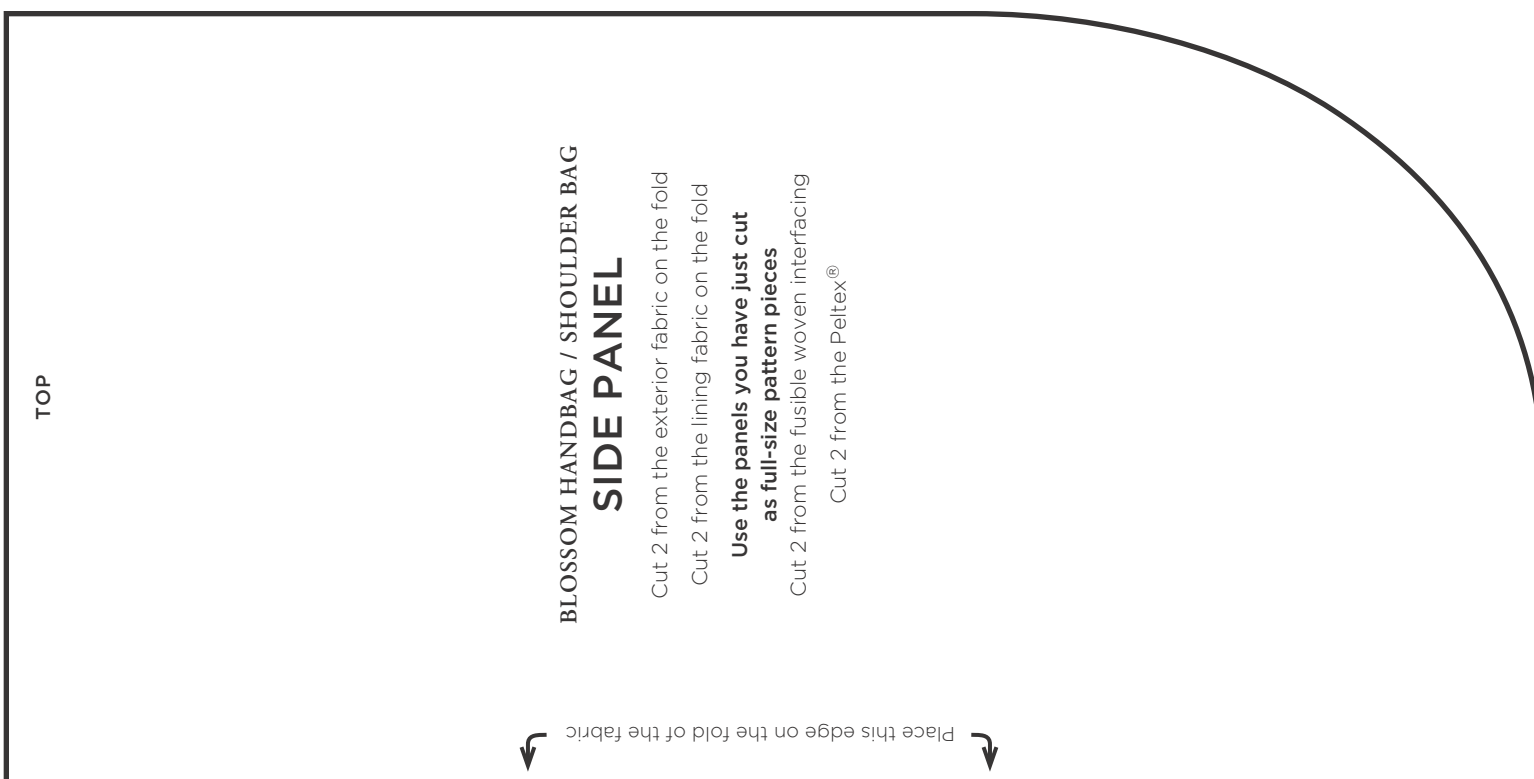 TOP
BLOSSOM HANDBAG / SHOULDER BAG
SIDE PANEL
Cut 2 from the exterior fabric on the fold
Cut 2 from the lining fabric on the fold
Use the panels you have just cut
as full-size pattern pieces
Cut 2 from the fusible woven interfacing
Cut 2 from the Peltex®
Place this edge on the fold of the fabric